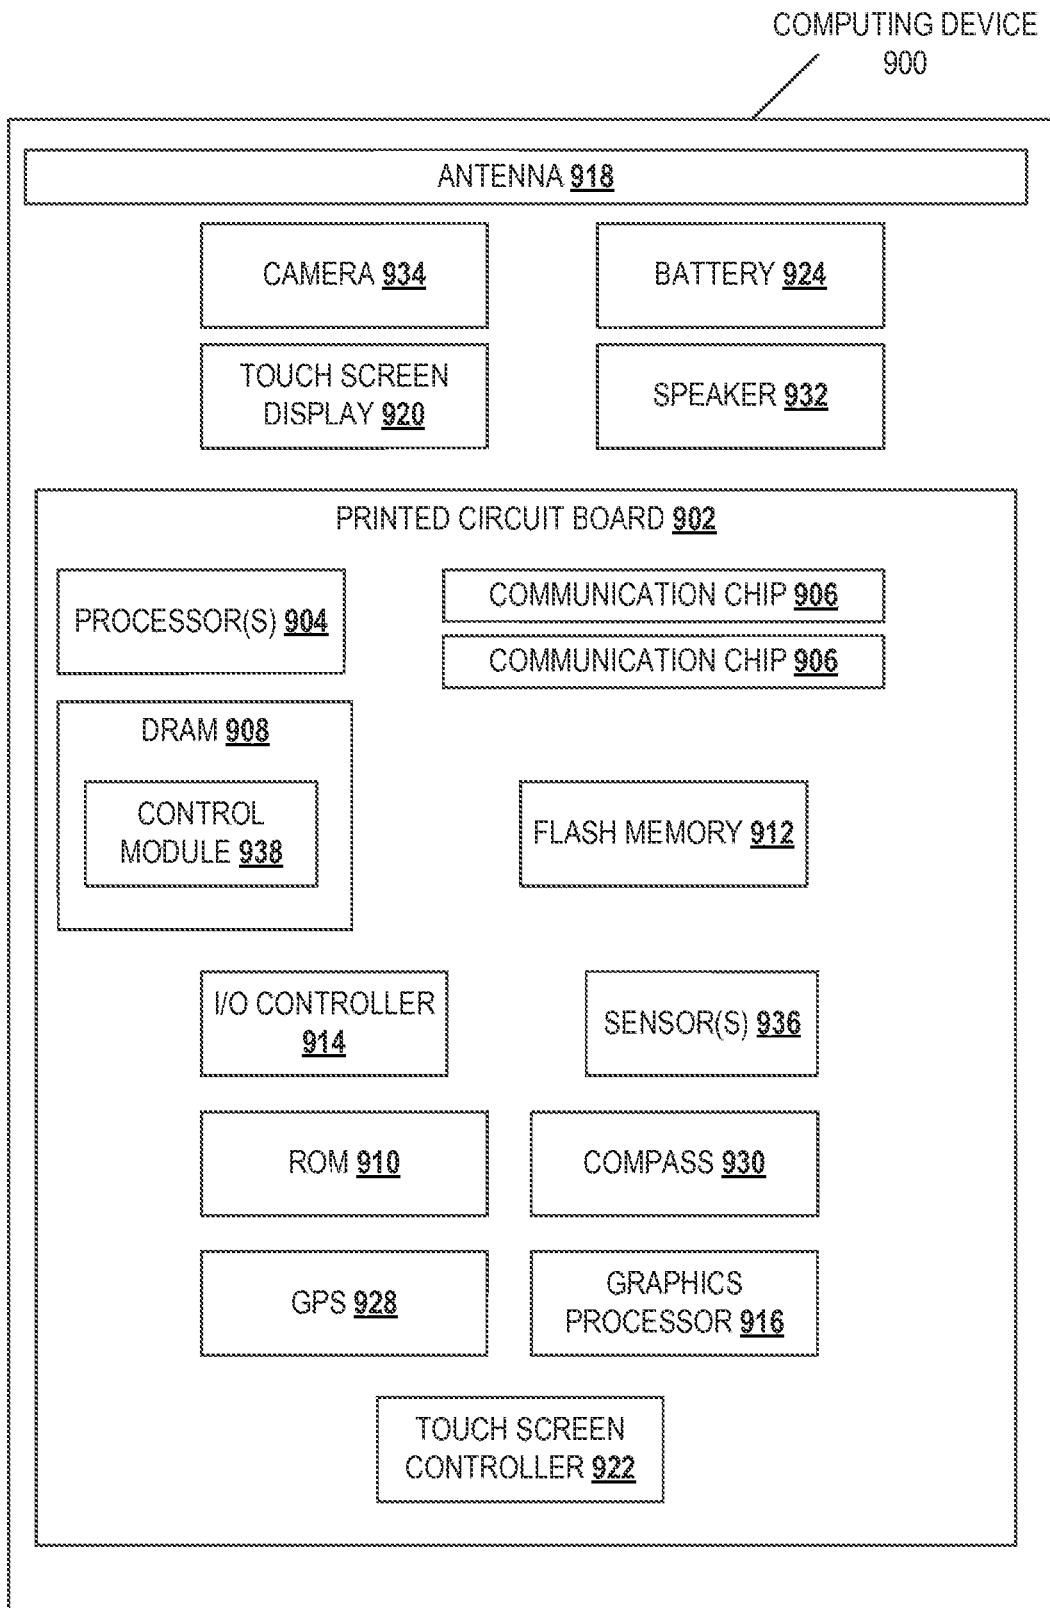 COMPUTING DEVICE
900
ANTENNA 918
CAMERA 934
BATTERY 924
TOUCH SCREEN
DISPLAY 920
SPEAKER 932
PRINTED CIRCUIT BOARD 902
PROCESSOR(S) 904
COMMUNICATION CHIP 906
COMMUNICATION CHIP 906
DRAM 908
CONTROL
MODULE 938
FLASH MEMORY 912
I/O CONTROLLER
914
SENSOR(S) 936
ROM 910
COMPASS 930
GPS 928
GRAPHICS
PROCESSOR 916
TOUCH SCREEN
CONTROLLER 922